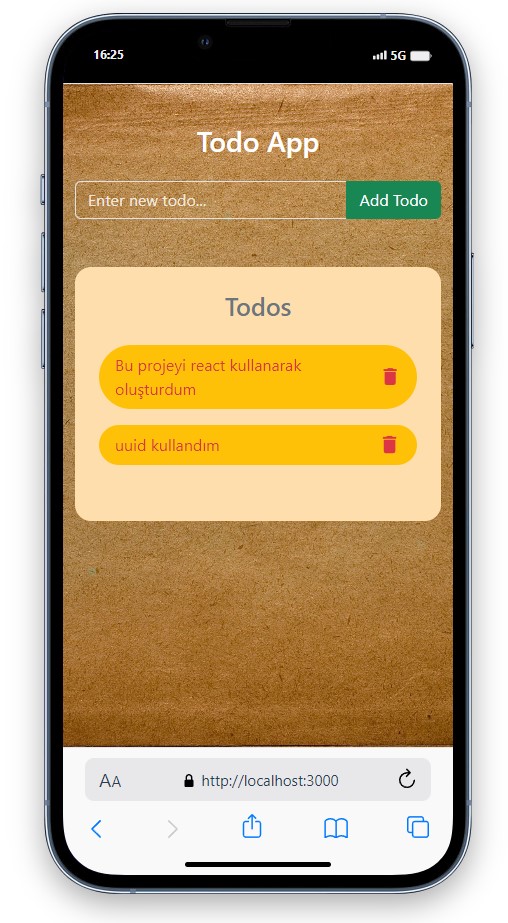 16:25
5G
Todo App
Enter new todo...
Add Todo
Todos
Bu projeyi react kullanarak
oluşturdum
uuid kullandım
AA
http://localhost:3000